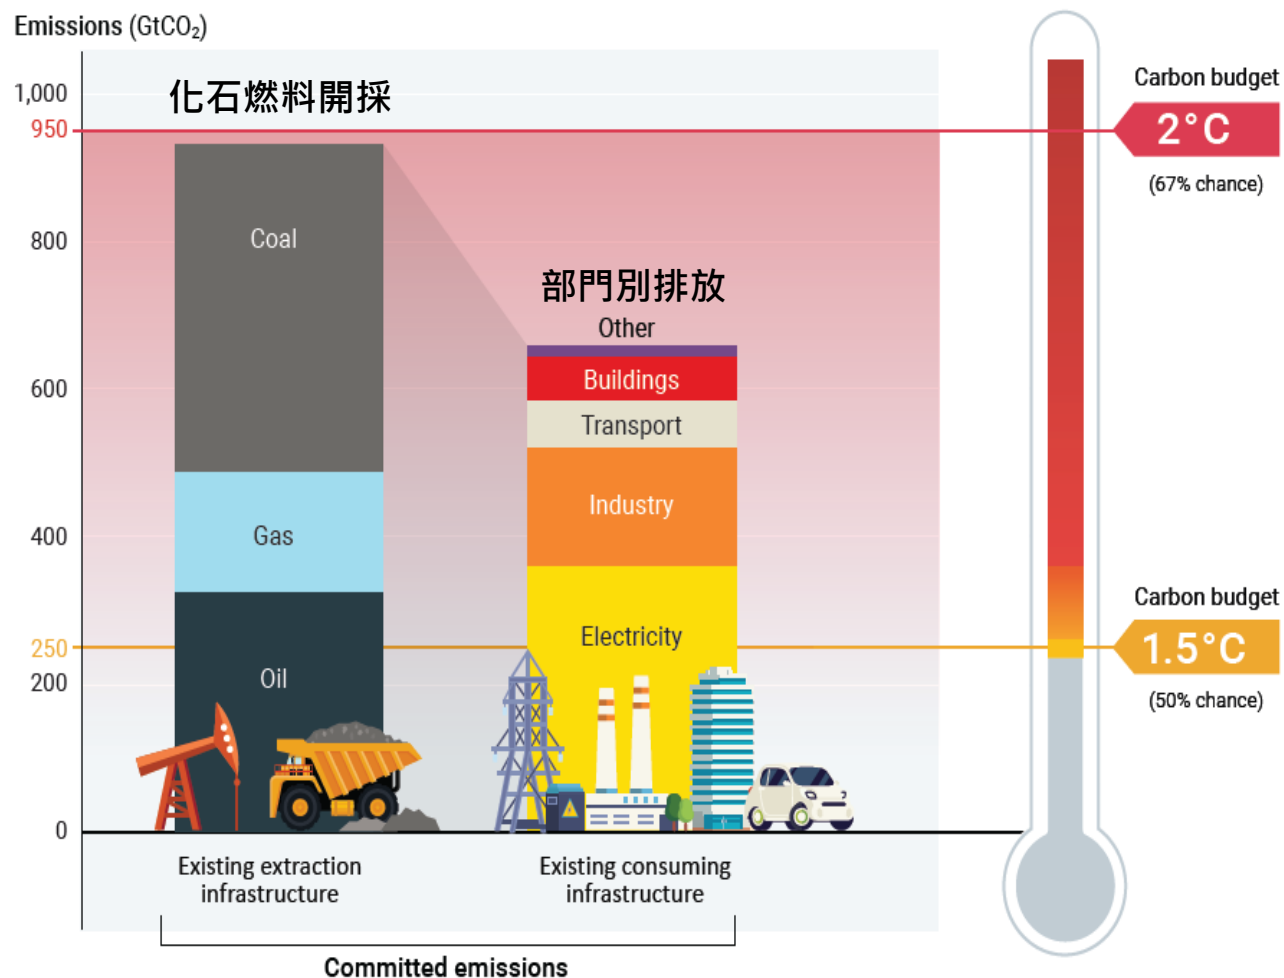 Emissions (GtCO₂)
1,000
950
800
600
400
250
200
0
化石燃料開採
Coal
Gas
Oil
部門別排放
Other
Buildings
Transport
Industry
Electricity
Existing extraction
infrastructure
Existing consuming
infrastructure
Committed emissions
Carbon budget
2°C
(67% chance)
Carbon budget
1.5°C
(50% chance)